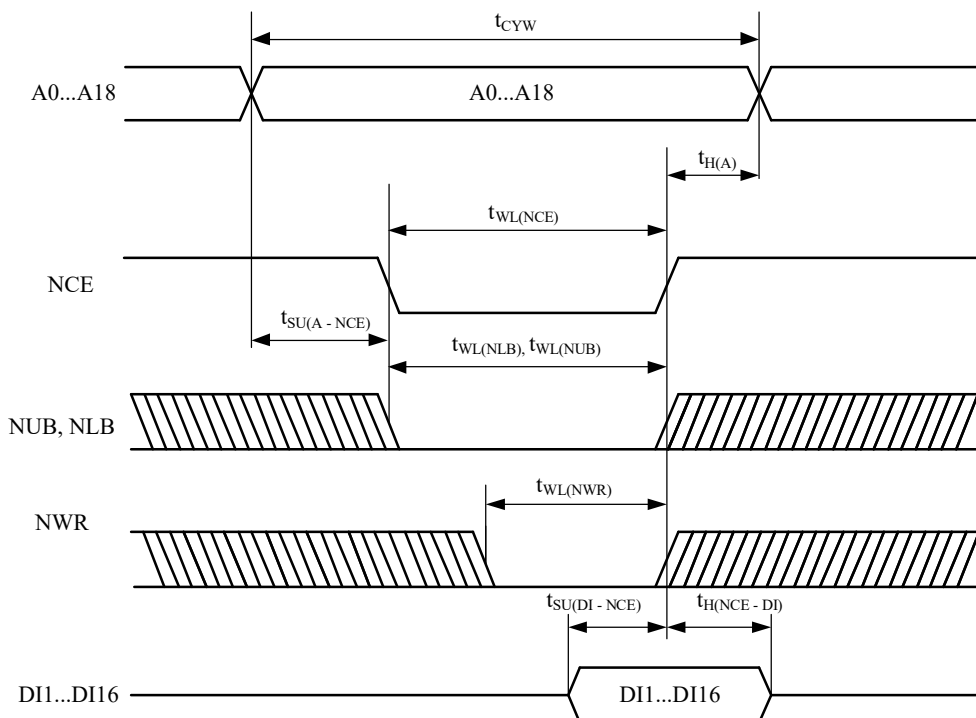 tCYW
A0...A18 A0...A18
tH(A)
tWL(NCE)
NCE
tSU(A - NCE)
tWL(NLB), tWL(NUB)
NUB, NLB
tWL(NWR)
NWR
tSU(DI - NCE) tH(NCE - DI)
DI1...DI16 DI1...DI16